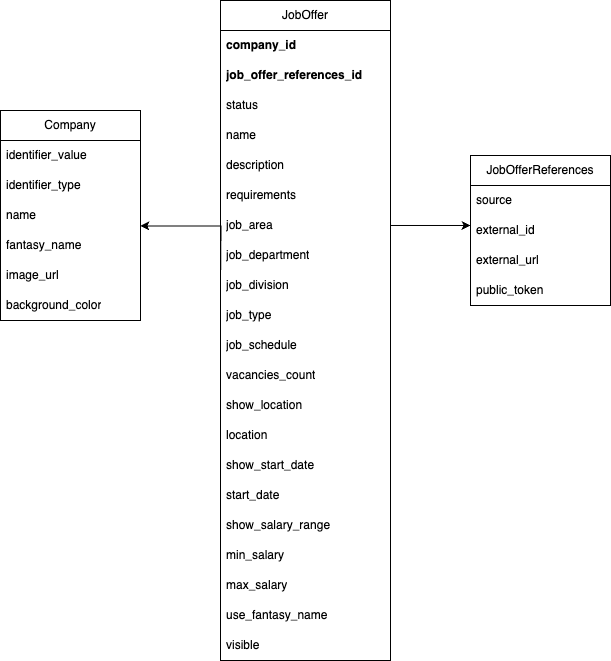 JobOffer
company_id
job_offer_references_id
status
name
description
requirements
job_area
job_department
job_division
job_type
job_schedule
vacancies_count
show_location
location
show_start_date
start_date
show_salary_range
min_salary
max_salary
use_fantasy_name
visible
Company
identifier_value
identifier_type
name
fantasy_name
image_url
background_color
JobOfferReferences
source
external_id
external_url
public_token